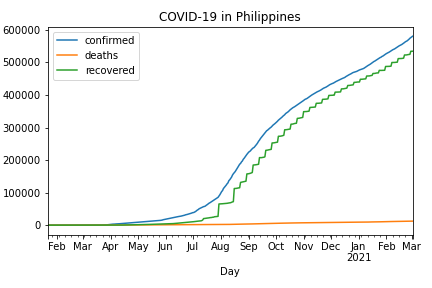 COVID-19 in Philippines
confirmed
deaths
recovered
600000
500000
400000
300000
200000
100000
0
Feb Mar Apr May Jun Jul Aug Sep Oct Nov Dec Jan Feb Mar
2021
Day